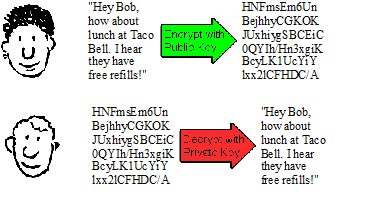 "Hey Bob,
how about
lunch at Taco
Bell. I hear
they have
free refills!"
Encrypt with
Public Key
HNFmsEm6Un
BejhhyCGKOK
JUxhiygSBCEiC
0QYIh/Hn3xgiK
BcyLK1UcYiYI
lxx2lCFHDC/A
HNFmsEm6Un
BejhhyCGKOK
JUxhiygSBCEiC
0QYIh/Hn3xgiK
BcyLK1UcYiYI
lxx2lCFHDC/A
Decrypt with
Private Key
"Hey Bob,
how about
lunch at Taco
Bell. I hear
they have
free refills!"